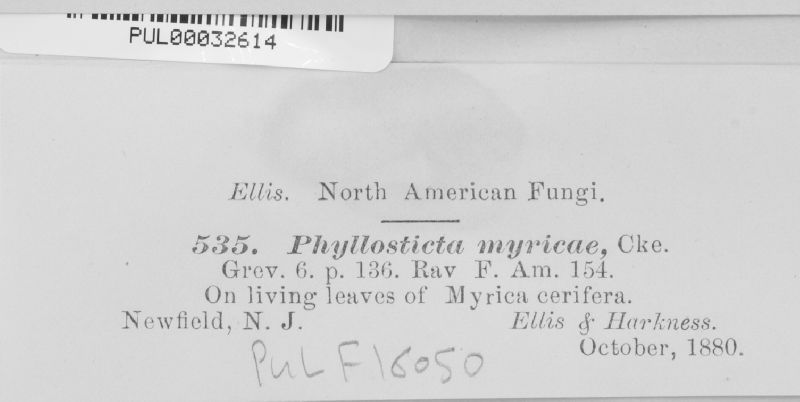 PUL00032614
Ellis. North American Fungi.
535. Phyllosticta myricae, Cke.
Grev. 6. p. 136. Rav F. Am. 154.
On living leaves of Myrica cerifera.
Newfield, N. J. Ellis & Harkness.
October, 1880.
PUL F16050